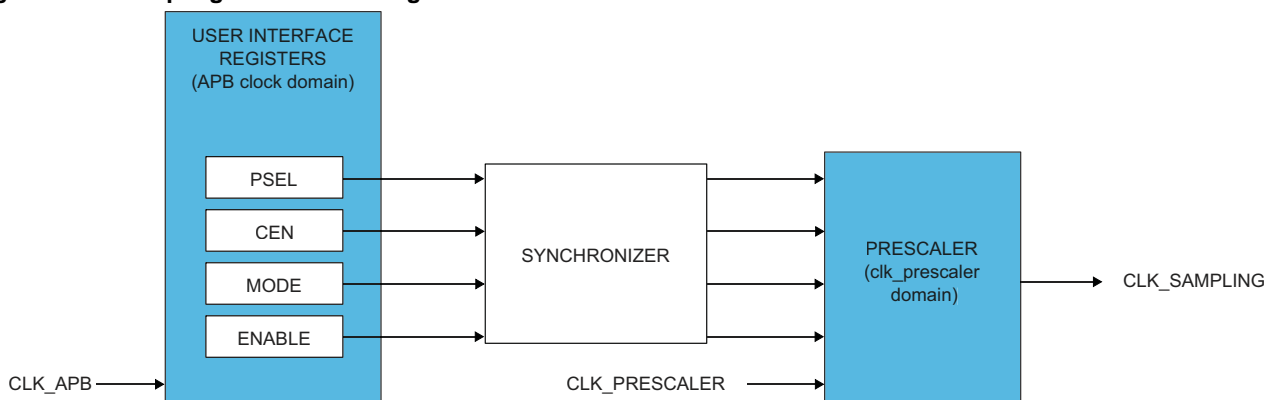 USER INTERFACE
REGISTERS
(APB clock domain)
PSEL
CEN
MODE
ENABLE
CLK_APB
SYNCHRONIZER
CLK_PRESCALER
PRESCALER
(clk_prescaler
domain)
CLK_SAMPLING